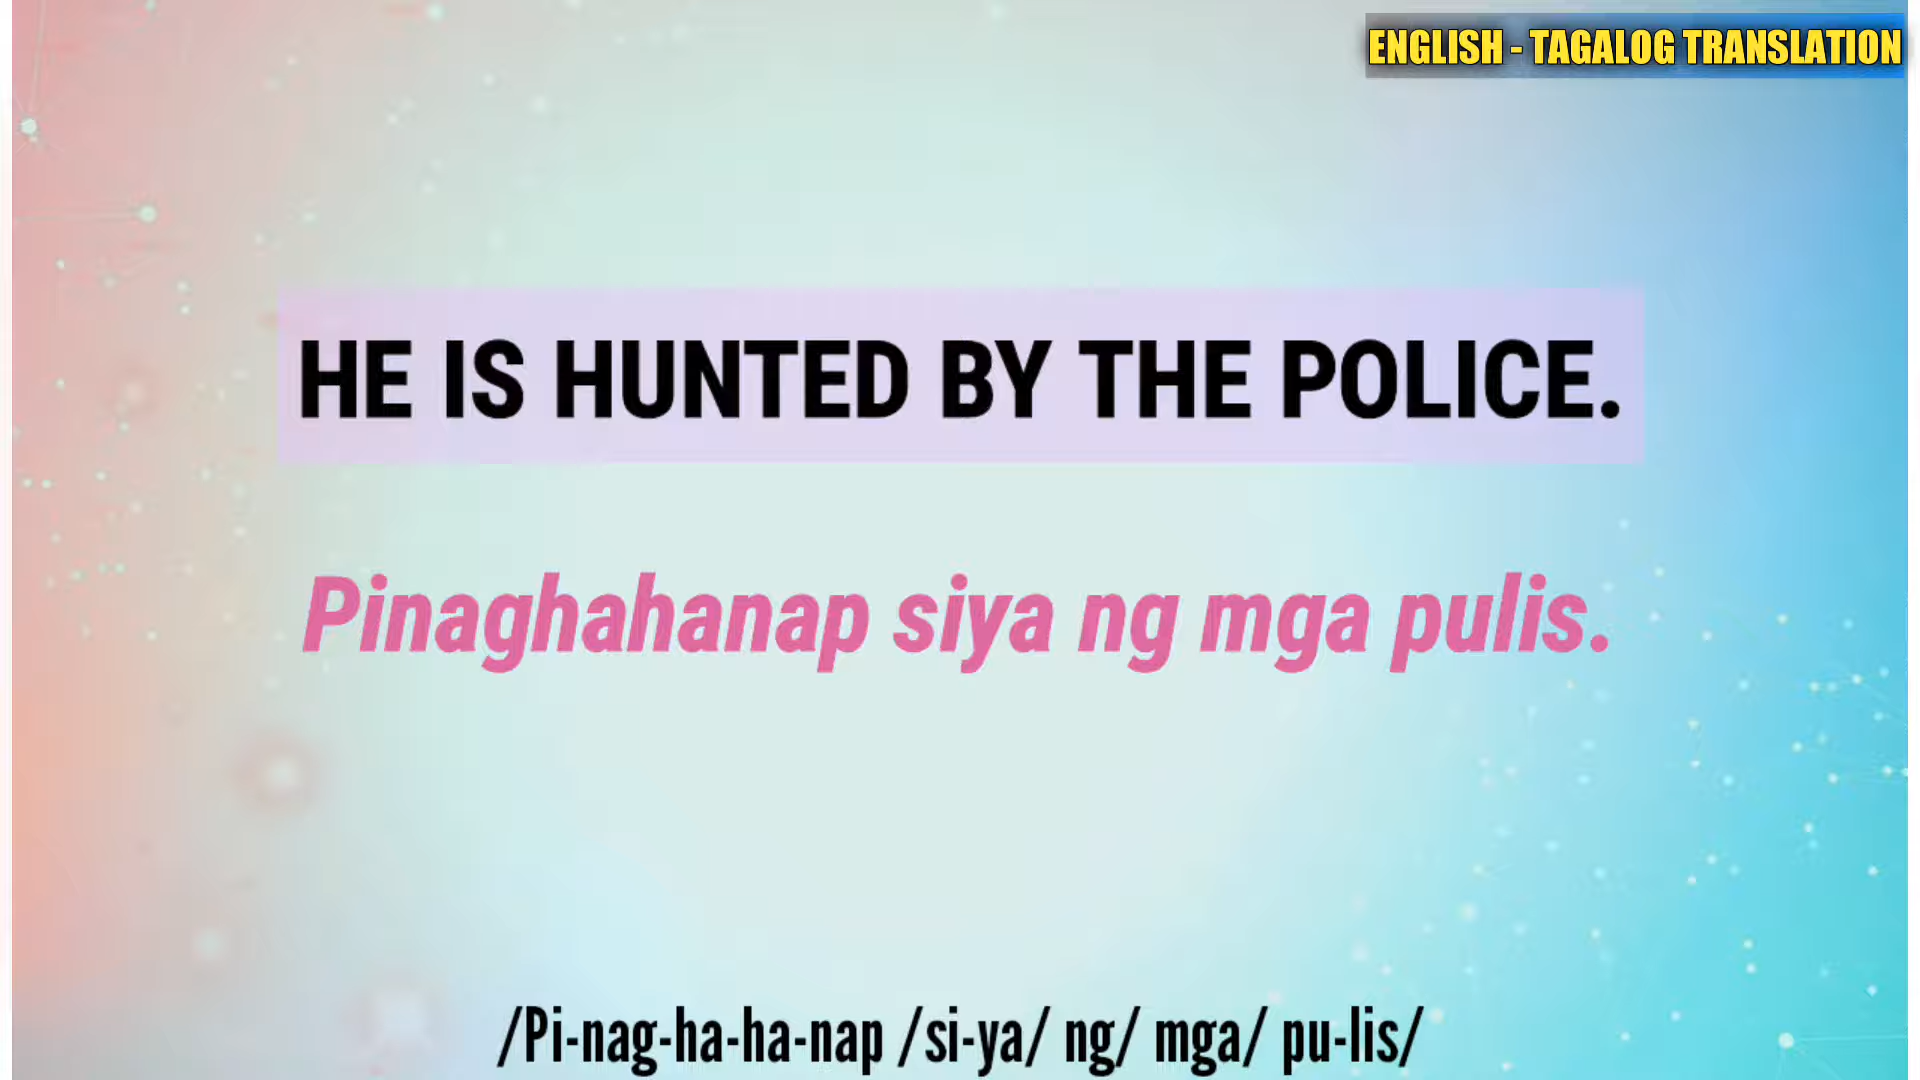 ENGLISH - TAGALOG TRANSLATION
HE IS HUNTED BY THE POLICE.
Pinaghahanap siya ng mga pulis.
/Pi-nag-ha-ha-nap /si-ya/ ng/ mga/ pu-lis/